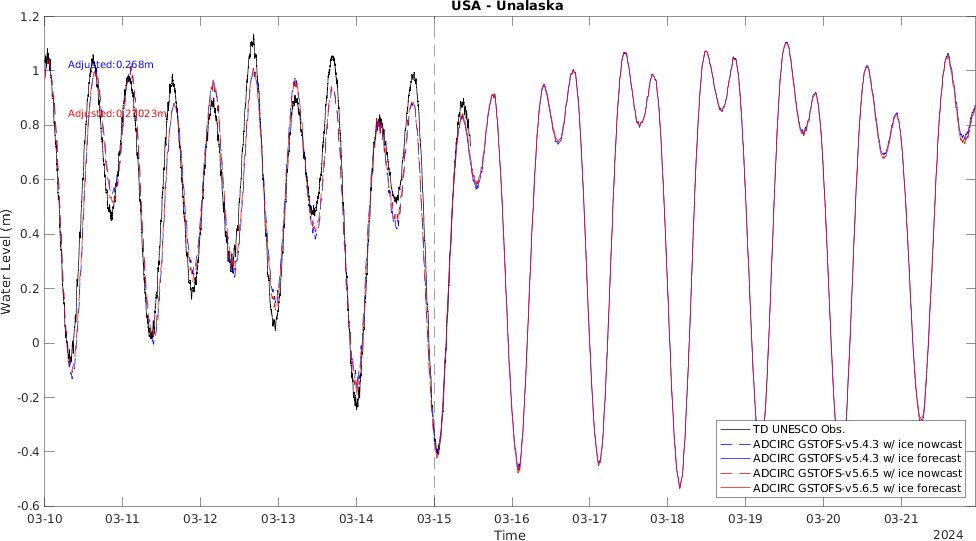 USA - Unalaska
Adjusted:0.268m
Water Level (m)
1.2
1
0.8
0.6
0.4
0.2
0
-0.2
-0.4
-0.6
TD UNESCO Obs.
ADCIRC GSTOFS-v5.4.3 w/ ice nowcast
ADCIRC GSTOFS-v5.4.3 w/ ice forecast
ADCIRC GSTOFS-v5.6.5 w/ ice nowcast
ADCIRC GSTOFS-v5.6.5 w/ ice forecast
03-10 03-11 03-12 03-13 03-14 03-15 03-16 03-17 03-18 03-19 03-20 03-21
Time
2024